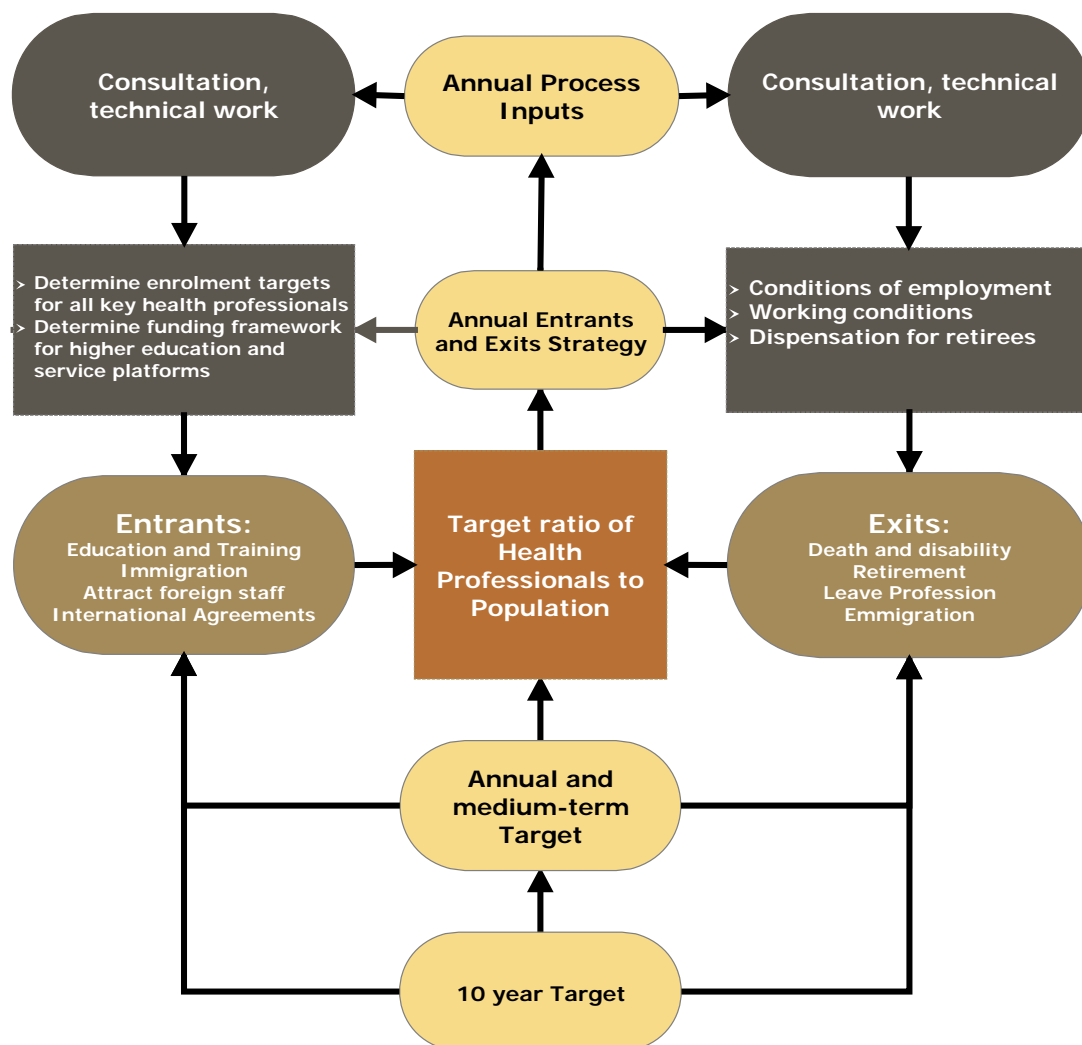 Consultation,
technical work
Annual Process
Inputs
Consultation, technical
work
> Determine enrolment targets
for all key health professionals
> Determine funding framework
for higher education and
service platforms
Annual Entrants
and Exits Strategy
> Conditions of employment
> Working conditions
> Dispensation for retirees
Entrants:
Education and Training
Immigration
Attract foreign staff
International Agreements
Target ratio of
Health
Professionals to
Population
Exits:
Death and disability
Retirement
Leave Profession
Emmigration
Annual and
medium-term
Target
10 year Target